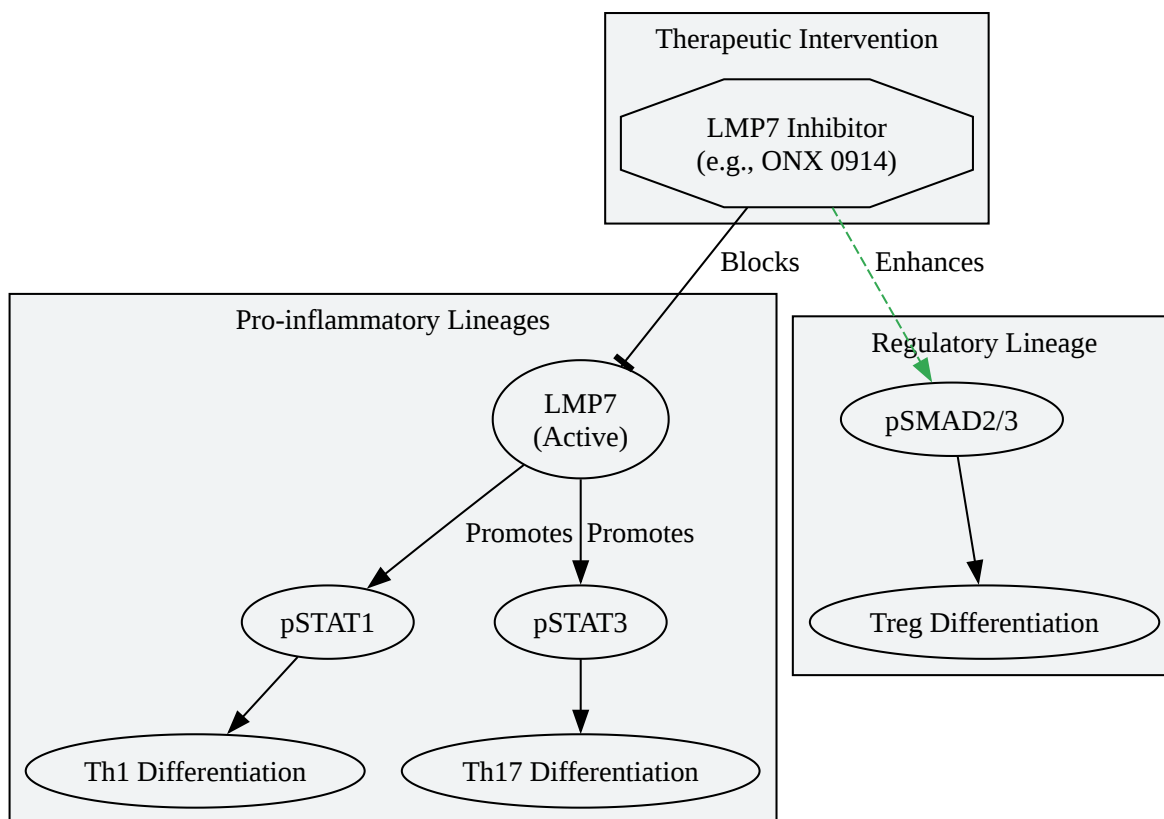 Therapeutic Intervention
LMP7 Inhibitor
(e.g., ONX 0914)
Blocks
Enhances
Pro-inflammatory Lineages
Regulatory Lineage
LMP7
(Active)
pSMAD2/3
Promotes
Promotes
pSTAT1
pSTAT3
Treg Differentiation
Th1 Differentiation
Th17 Differentiation